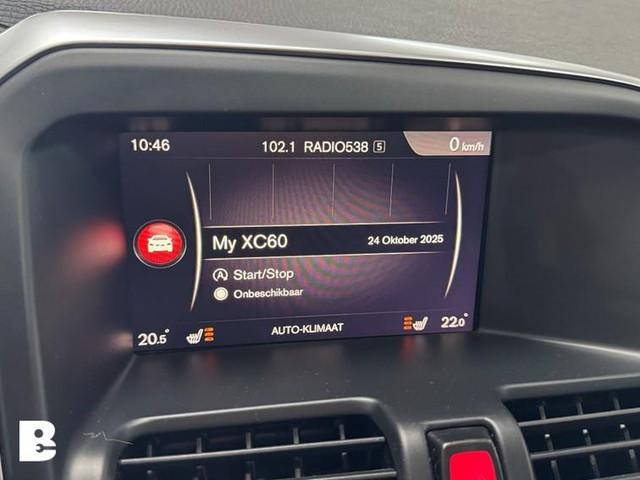 10:46
102.1 RADIO538 5
0 km/h
My XC60
24 Oktober 2025
Start/Stop
Onbeschikbaar
20.5°
AUTO-KLIMAAT
22.0°
B